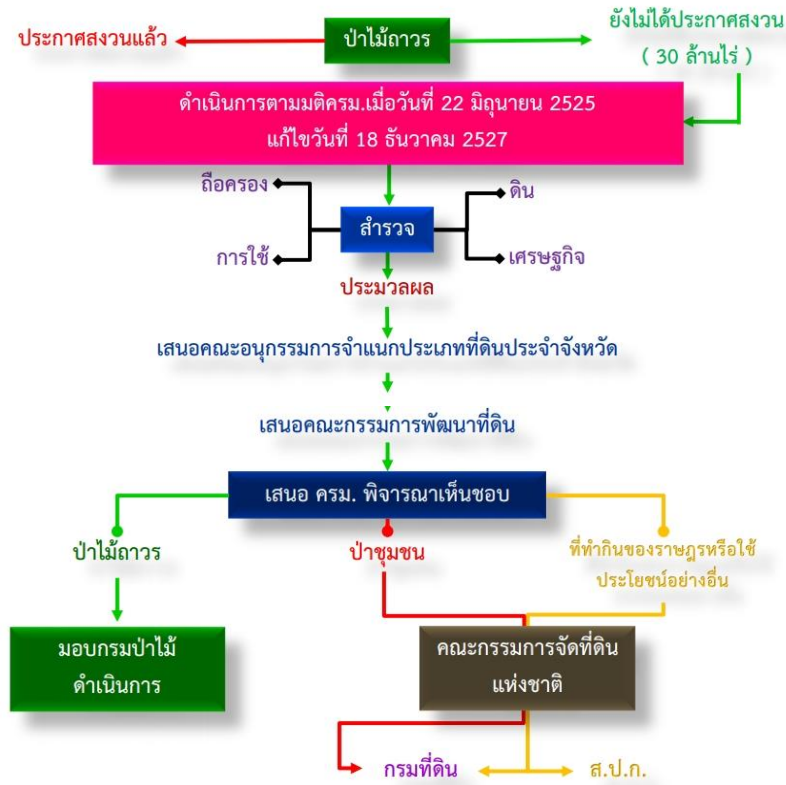 ประกาศสงวนแล้ว
ป่าไม้ถาวร
ยังไม่ได้ประกาศสงวน
( 30 ล้านไร่ )
ดำเนินการตามมติครม.เมื่อวันที่ 22 มิถุนายน 2525
แก้ไขวันที่ 18 ธันวาคม 2527
ถือครอง
ดิน
สำรวจ
การใช้
เศรษฐกิจ
ประมวลผล
เสนอคณะอนุกรรมการจำแนกประเภทที่ดินประจำจังหวัด
เสนอคณะกรรมการพัฒนาที่ดิน
เสนอ ครม. พิจารณาเห็นชอบ
ป่าไม้ถาวร
ป่าชุมชน
ที่ทำกินของราษฎรหรือใช้
ประโยชน์อย่างอื่น
มอบกรมป่าไม้
ดำเนินการ
คณะกรรมการจัดที่ดิน
แห่งชาติ
กรมที่ดิน
ส.ป.ก.